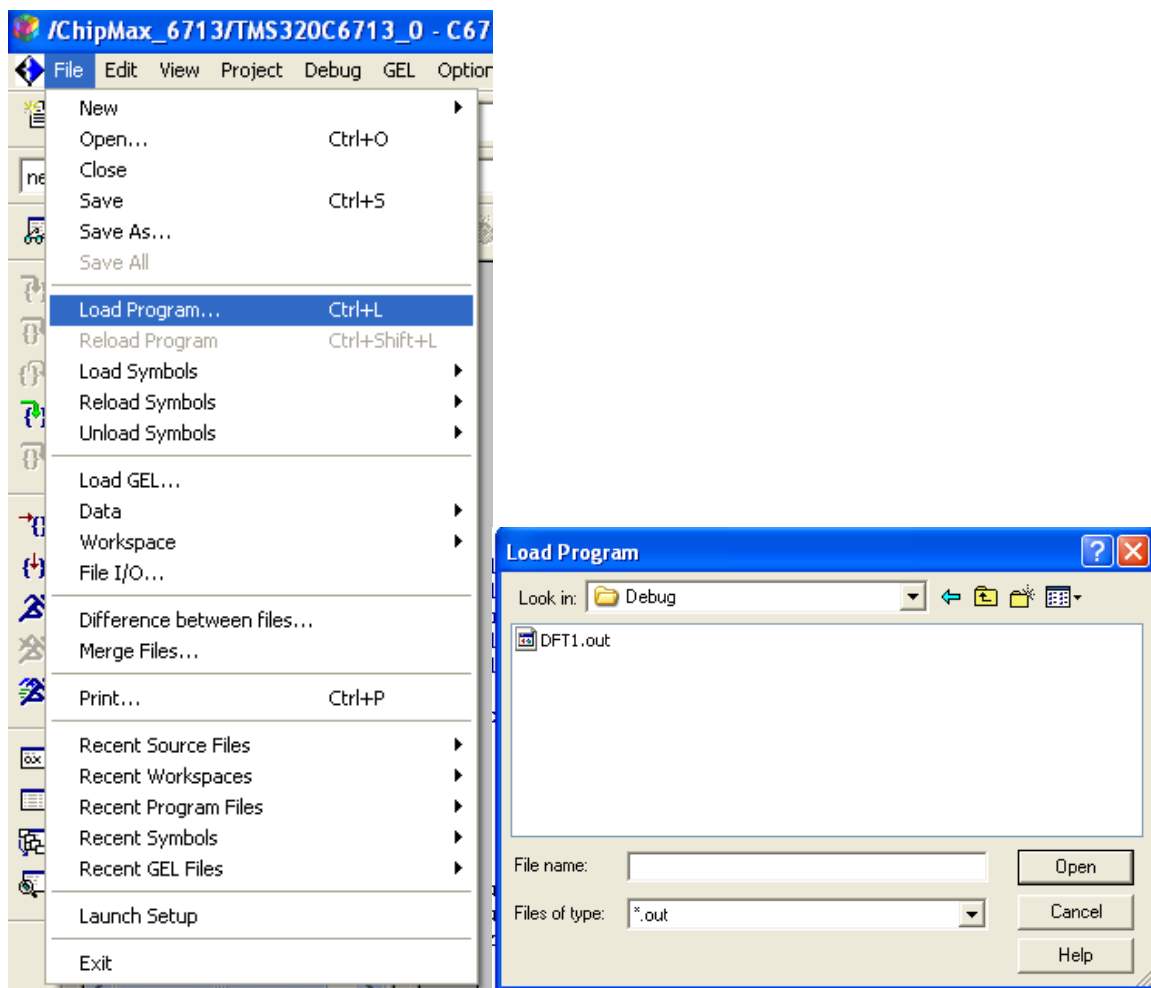 /ChipMax_6713/TMS320C6713_0 - C67
File Edit View Project Debug GEL Option
New
Open... Ctrl+O
Close
Save Ctrl+S
Save As...
Save All
Load Program... Ctrl+L
Reload Program Ctrl+Shift+L
Load Symbols
Reload Symbols
Unload Symbols
Load GEL...
Data
Workspace
File I/O...
Difference between files...
Merge Files...
Print... Ctrl+P
Recent Source Files
Recent Workspaces
Recent Program Files
Recent Symbols
Recent GEL Files
Launch Setup
Exit
Load Program
Look in: Debug
DFT1.out
File name: Open
Files of type: *.out Cancel
Help